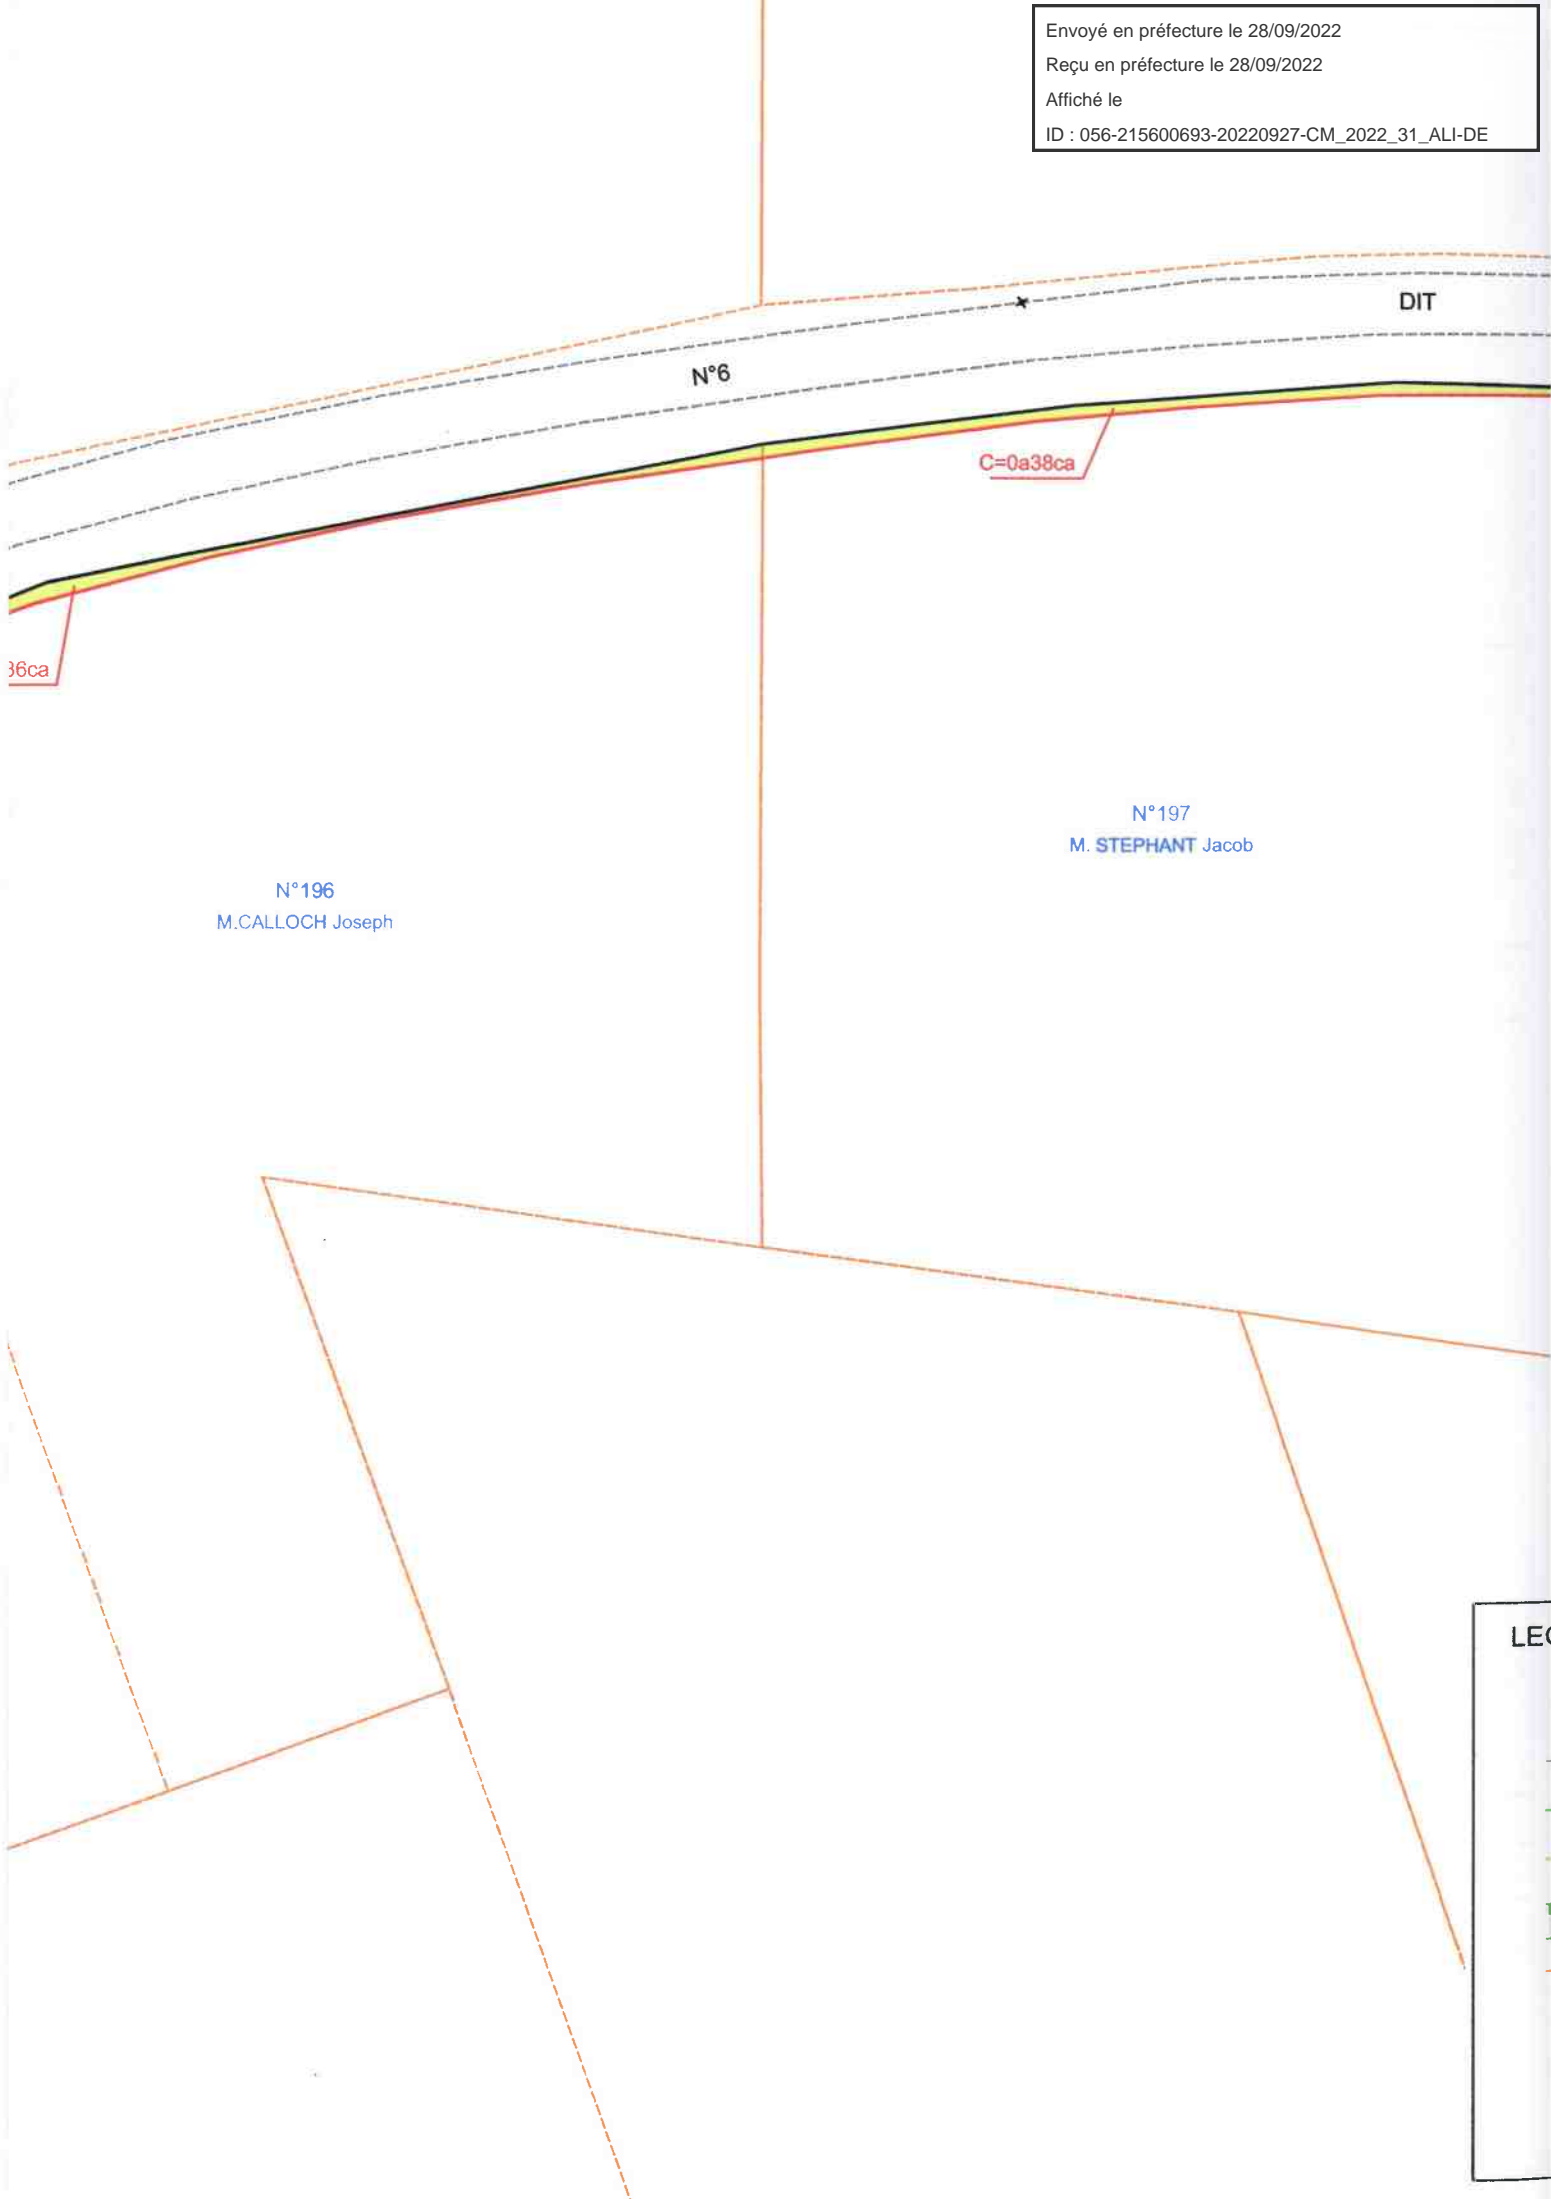 Envoyé en préfecture le 28/09/2022
Reçu en préfecture le 28/09/2022
Affiché le
ID : 056-215600693-20220927-CM_2022_31_ALI-DE
DIT
N°6
C=0a38ca
36ca
N°197
M. STEPHANT Jacob
N°196
M.CALLOCH Joseph